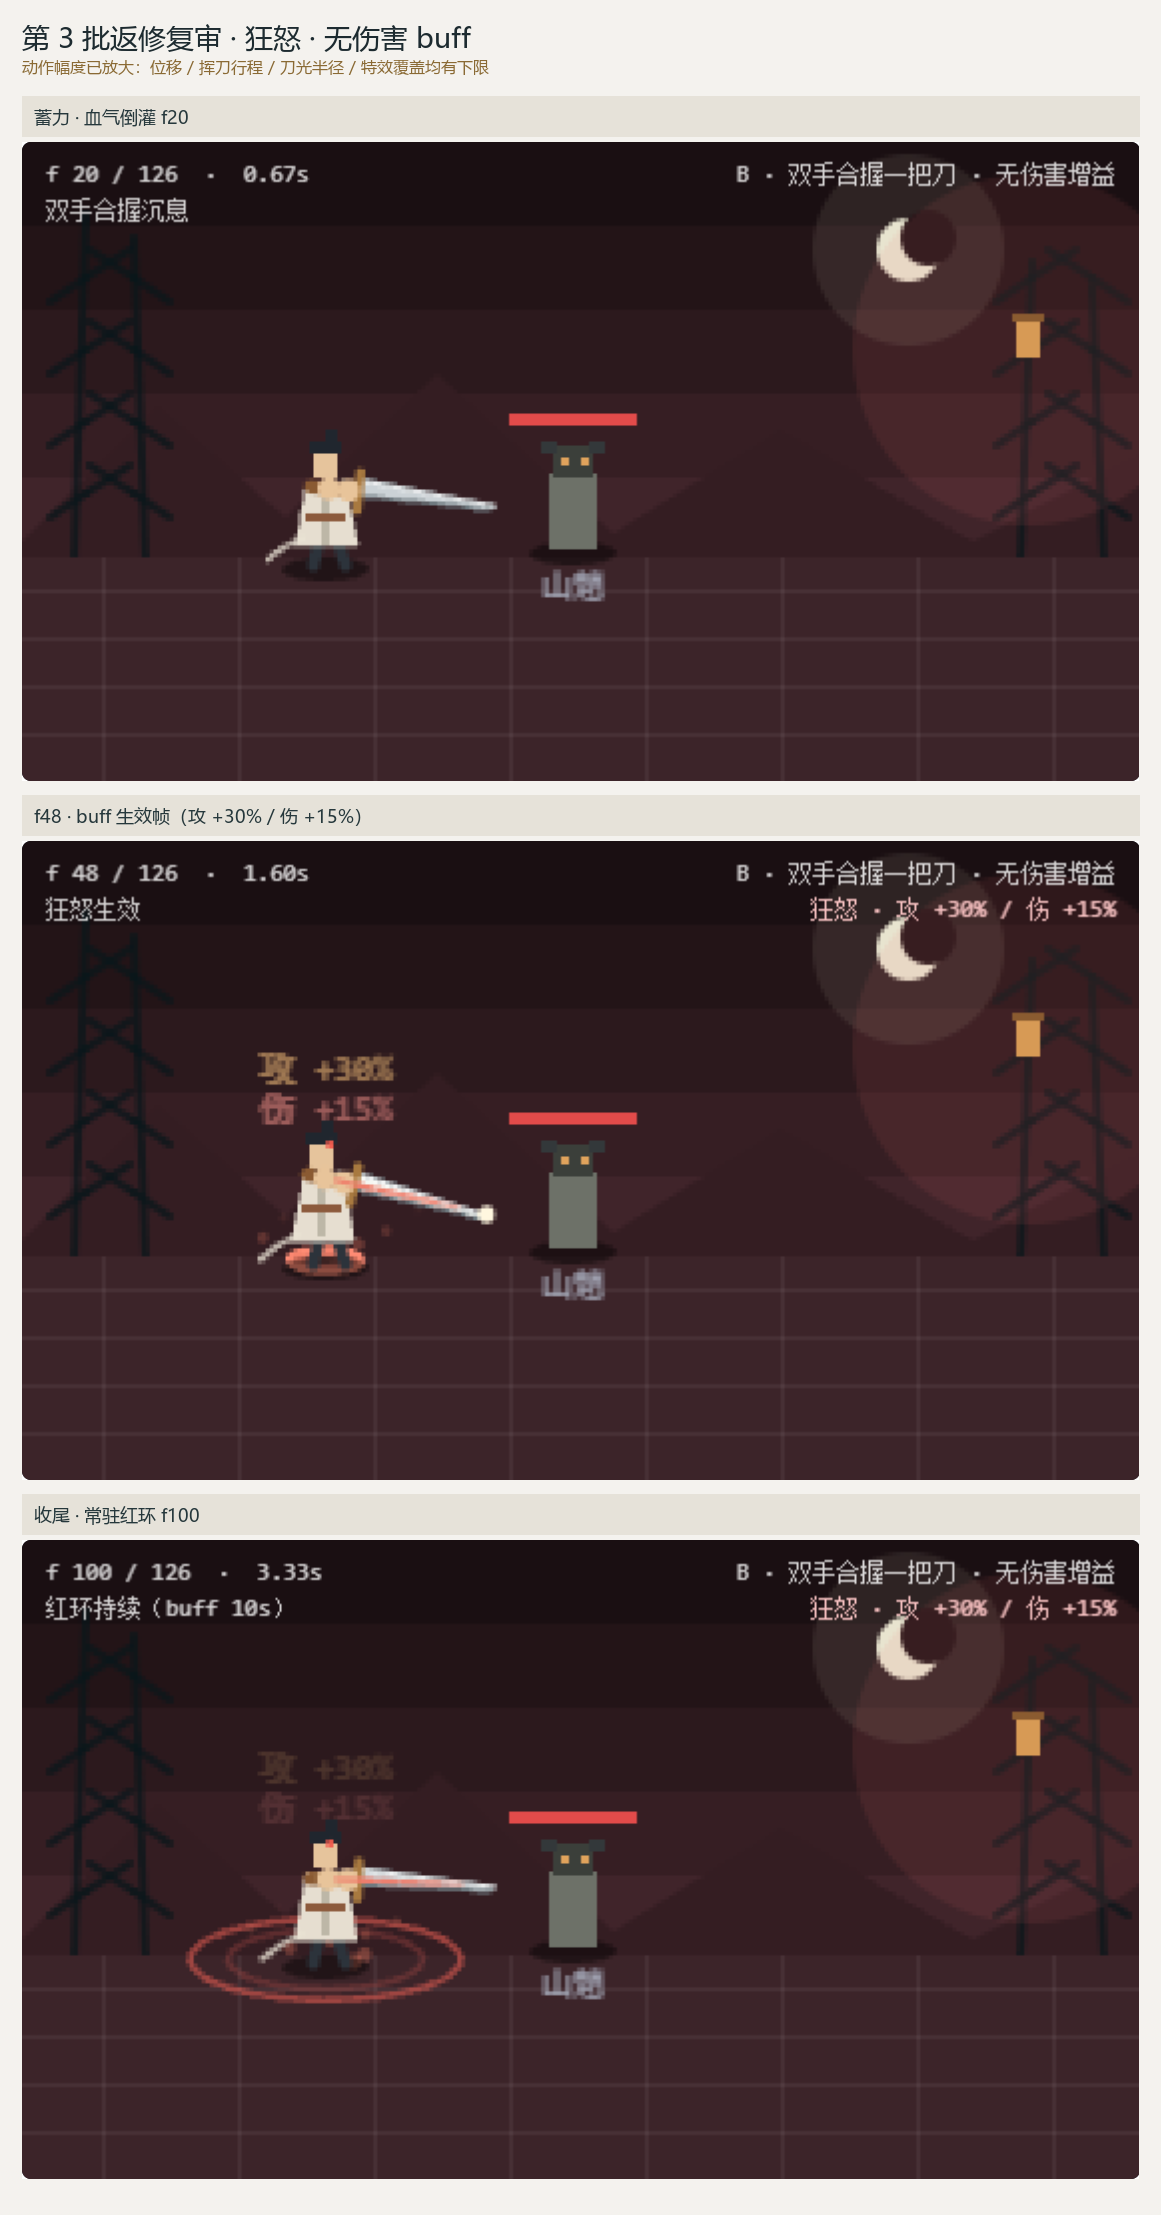 第 3 批返修复审 · 狂怒 · 无伤害 buff
动作幅度已放大：位移 / 挥刀行程 / 刀光半径 / 特效覆盖均有下限
蓄力 · 血气倒灌 f20
f 20 / 126 · 0.67s
B · 双手合握一把刀 · 无伤害增益
双手合握沉息
山魈
f48 · buff 生效帧（攻 +30% / 伤 +15%）
f 48 / 126 · 1.60s
B · 双手合握一把刀 · 无伤害增益
狂怒生效
狂怒 · 攻 +30% / 伤 +15%
攻 +30%
伤 +15%
山魈
收尾 · 常驻红环 f100
f 100 / 126 · 3.33s
B · 双手合握一把刀 · 无伤害增益
红环持续（buff 10s）
狂怒 · 攻 +30% / 伤 +15%
攻 +30%
伤 +15%
山魈